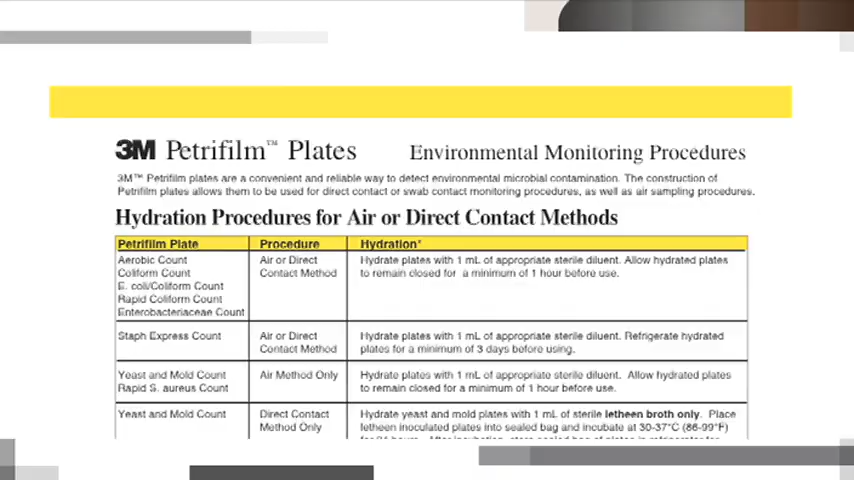 3M Petrifilm™ Plates Environmental Monitoring Procedures
3M™ Petrifilm plates are a convenient and reliable way to detect environmental microbial contamination. The construction of
Petrifilm plates allows them to be used for direct contact or swab contact monitoring procedures, as well as air sampling procedures.
Hydration Procedures for Air or Direct Contact Methods
Petrifilm Plate Procedure Hydration*
Aerobic Count Air or Direct Hydrate plates with 1 mL of appropriate sterile diluent. Allow hydrated plates
Coliform Count Contact Method to remain closed for a minimum of 1 hour before use.
E. coli/Coliform Count
Rapid Coliform Count
Enterobacteriaceae Count
Staph Express Count Air or Direct Hydrate plates with 1 mL of appropriate sterile diluent. Refrigerate hydrated
Contact Method plates for a minimum of 3 days before using.
Yeast and Mold Count Air Method Only Hydrate plates with 1 mL of appropriate sterile diluent. Allow hydrated plates
Rapid S. aureus Count to remain closed for a minimum of 1 hour before use.
Yeast and Mold Count Direct Contact Hydrate yeast and mold plates with 1 mL of sterile letheen broth only. Place
Method Only letheen inoculated plates into sealed bag and incubate at 30-37°C (86-99°F)